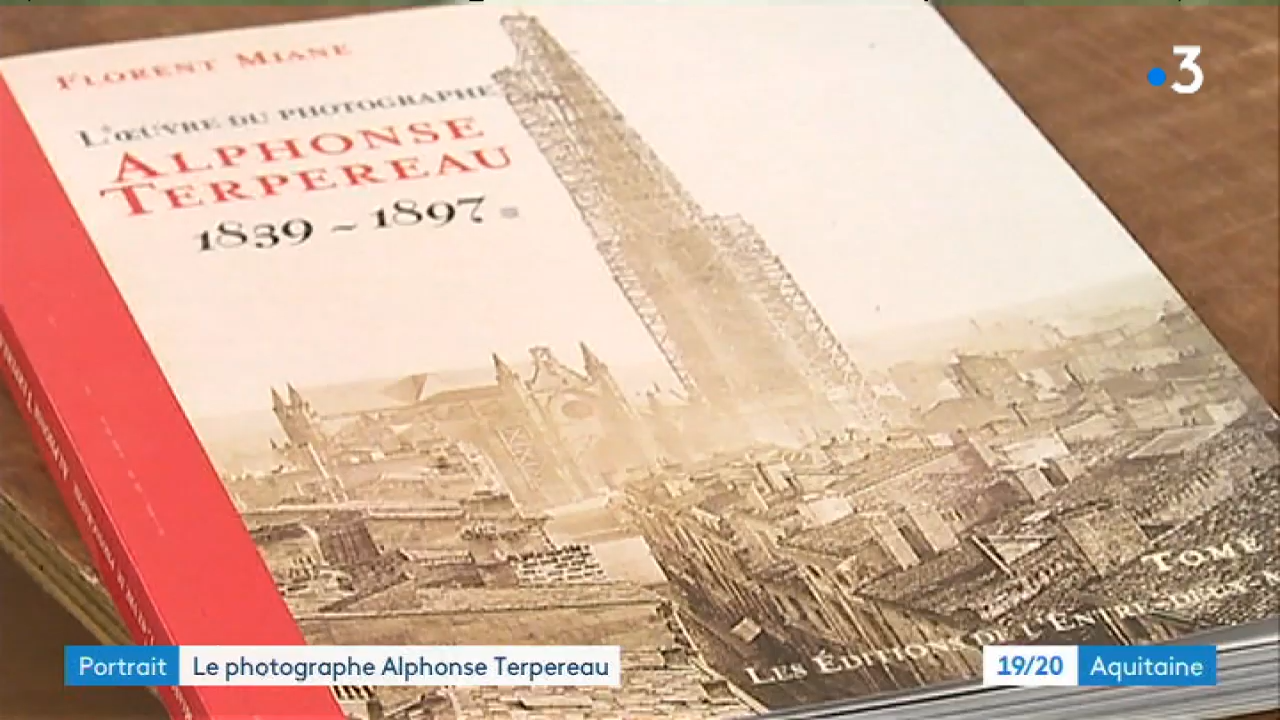 3
FLORENT MIANE
L'ŒUVRE DU PHOTOGRAPHE
ALPHONSE
TERPEREAU
1839 ~ 1897
TOME
LES ÉDITIONS DE L'ENTRE-DEUX-M
Portrait Le photographe Alphonse Terpereau
19/20 Aquitaine